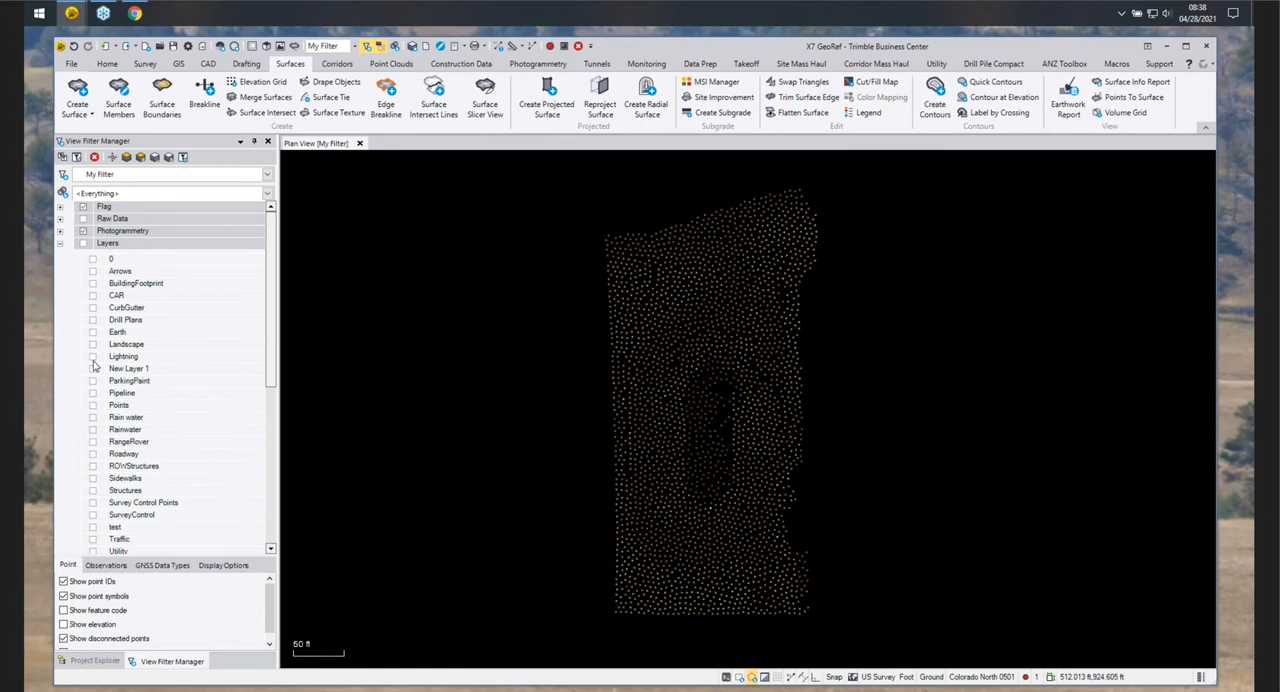 08:38
04/28/2021
My Filter
X7 GeoRef - Trimble Business Center
File Home Survey GIS CAD Drafting Surfaces Corridors Point Clouds Construction Data Photogrammetry Tunnels Monitoring Data Prep Takeoff Site Mass Haul Corridor Mass Haul Utility Drill Pile Compact ANZ Toolbox Macros Support
Create Surface
Surface Members
Surface Boundaries
Breakline
Elevation Grid
Merge Surfaces
Surface Intersect
Drape Objects
Surface Tie
Surface Texture
Edge Breakline
Surface Intersect Lines
Surface Slicer View
Create Projected Surface
Reproject Surface
Create Radial Surface
MSI Manager
Site Improvement
Create Subgrade
Swap Triangles
Trim Surface Edge
Flatten Surface
Cut/Fill Map
Color Mapping
Legend
Create Contours
Quick Contours
Contour at Elevation
Label by Crossing
Earthwork Report
Surface Info Report
Points To Surface
Volume Grid
Create Projected Subgrade Edit Contours View
View Filter Manager
Plan View [My Filter]
My Filter
<Everything>
Flag
Raw Data
Photogrammetry
Layers
0
Arrows
BuildingFootprint
CAR
CurbGutter
Drill Plans
Earth
Landscape
Lightning
New Layer 1
ParkingPaint
Pipeline
Points
Rain water
Rainwater
RangeRover
Roadway
ROWStructures
Sidewalks
Structures
Survey Control Points
SurveyControl
test
Traffic
Utility
Point Observations GNSS Data Types Display Options
Show point IDs
Show point symbols
Show feature code
Show elevation
Show disconnected points
50 ft
Project Explorer View Filter Manager
Snap US Survey Foot Ground Colorado North 0501 1 512.013 ft,924.605 ft